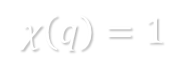 χ(q) = 1